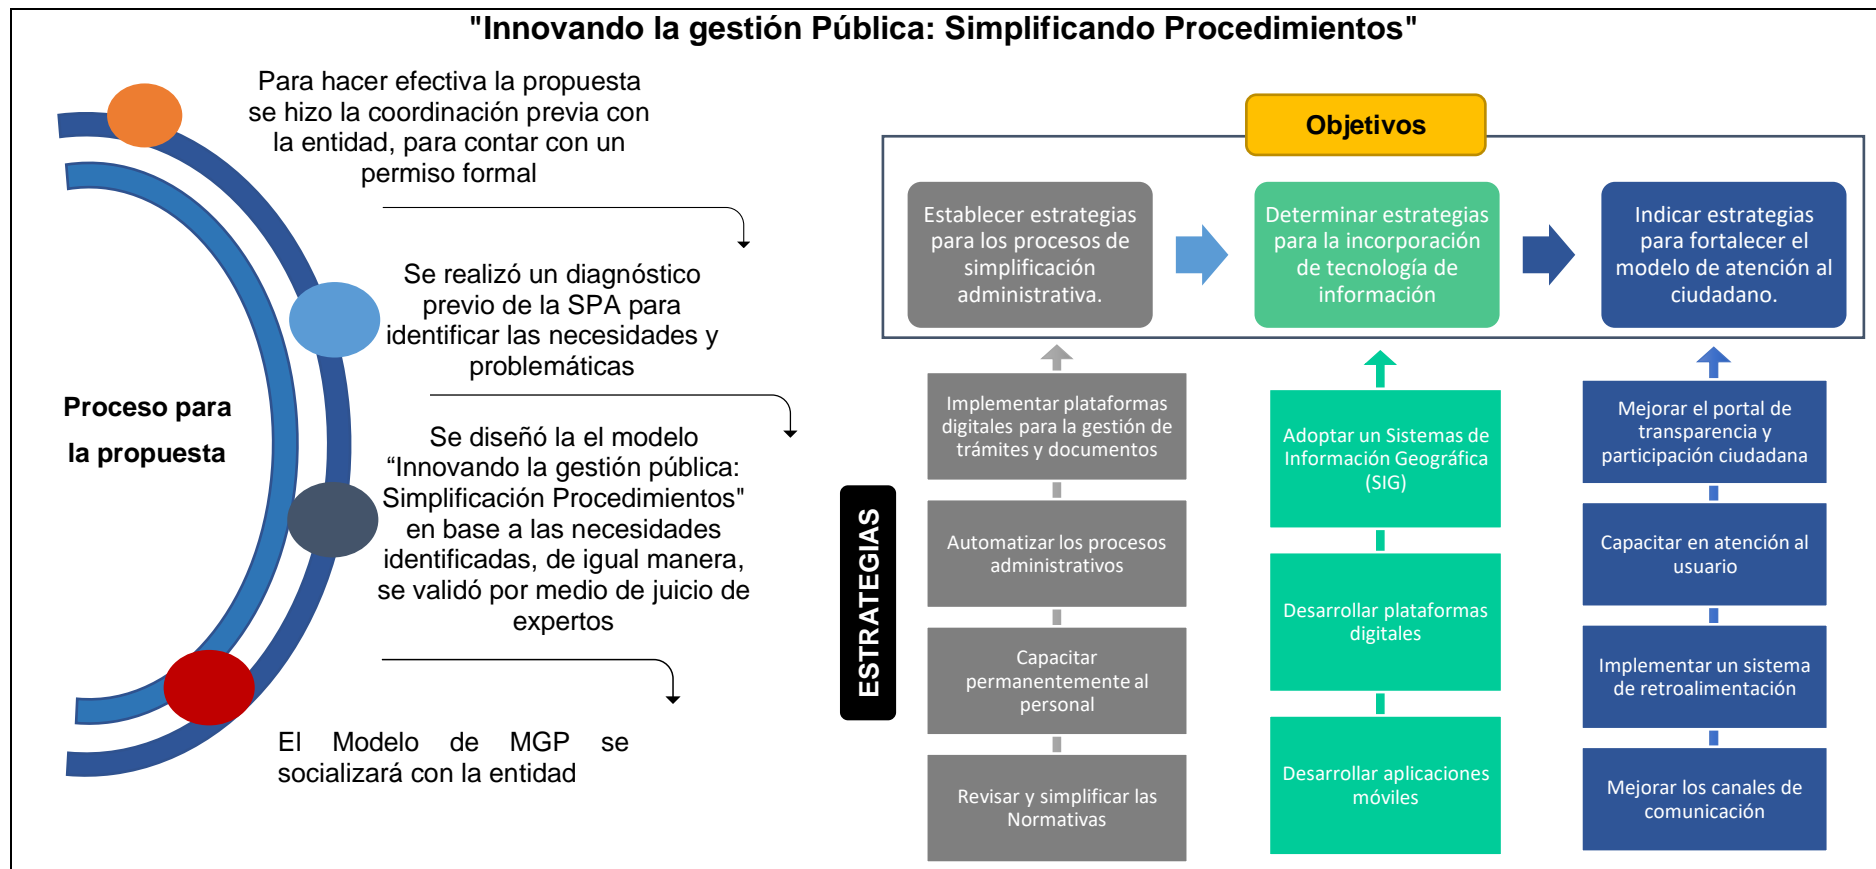 "Innovando la gestión Pública: Simplificando Procedimientos"
Para hacer efectiva la propuesta
se hizo la coordinación previa con
la entidad, para contar con un
permiso formal
Se realizó un diagnóstico
previo de la SPA para
identificar las necesidades y
problemáticas
Proceso para
la propuesta
Se diseñó la el modelo
“Innovando la gestión pública:
Simplificación Procedimientos"
en base a las necesidades
identificadas, de igual manera,
se validó por medio de juicio de
expertos
El Modelo de MGP se
socializará con la entidad
Objetivos
Establecer estrategias
para los procesos de
simplificación
administrativa.
Determinar estrategias
para la incorporación
de tecnología de
información
Indicar estrategias
para fortalecer el
modelo de atención al
ciudadano.
ESTRATEGIAS
Implementar plataformas
digitales para la gestión de
trámites y documentos
Automatizar los procesos
administrativos
Capacitar
permanentemente al
personal
Revisar y simplificar las
Normativas
Adoptar un Sistemas de
Información Geográfica
(SIG)
Desarrollar plataformas
digitales
Desarrollar aplicaciones
móviles
Mejorar el portal de
transparencia y
participación ciudadana
Capacitar en atención al
usuario
Implementar un sistema
de retroalimentación
Mejorar los canales de
comunicación